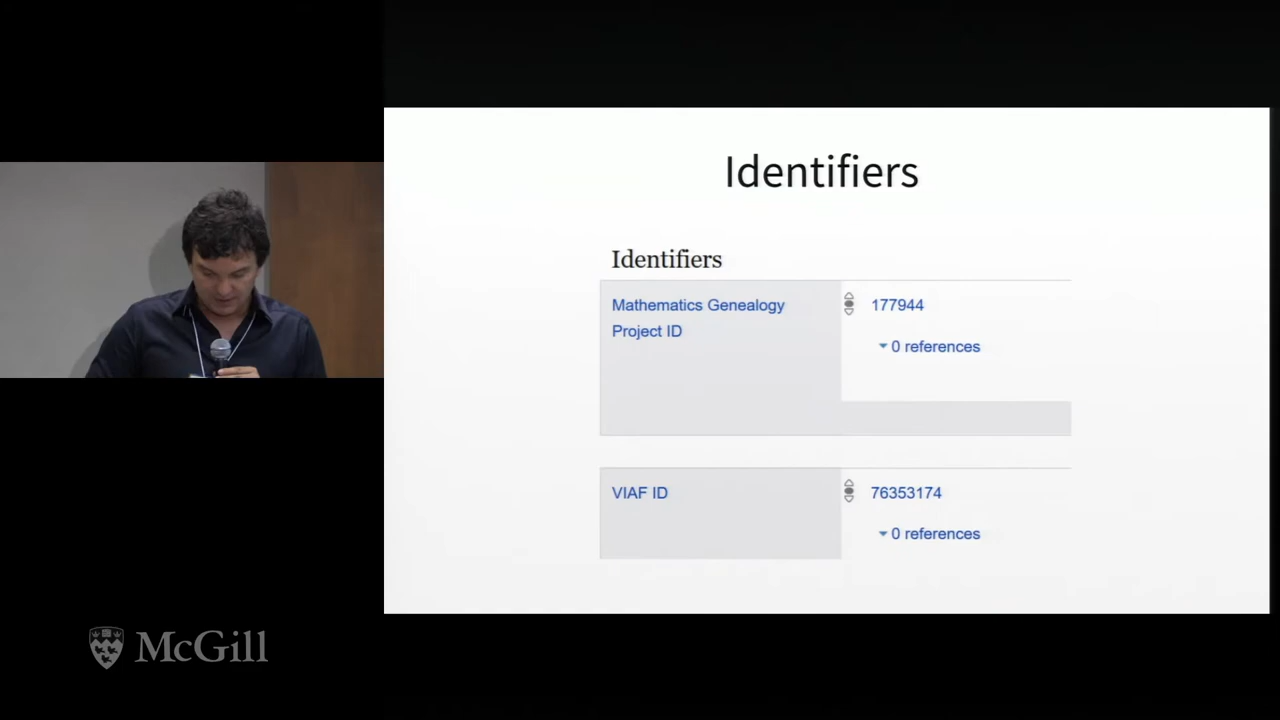 Identifiers
Identifiers
Mathematics Genealogy
Project ID
177944
0 references
VIAF ID
76353174
0 references
McGill